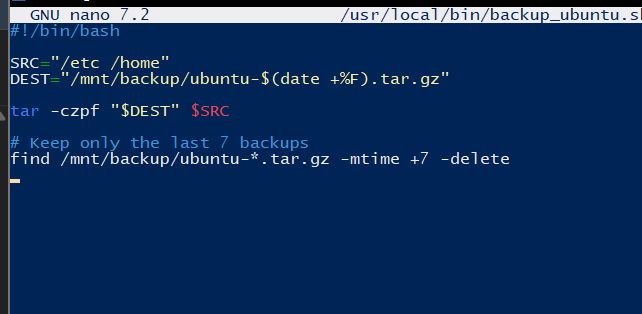 GNU nano 7.2 /usr/local/bin/backup_ubuntu.s
#!/bin/bash
SRC="/etc /home"
DEST="/mnt/backup/ubuntu-$(date +%F).tar.gz"
tar -czpf "$DEST" $SRC
# Keep only the last 7 backups
find /mnt/backup/ubuntu-*.tar.gz -mtime +7 -delete